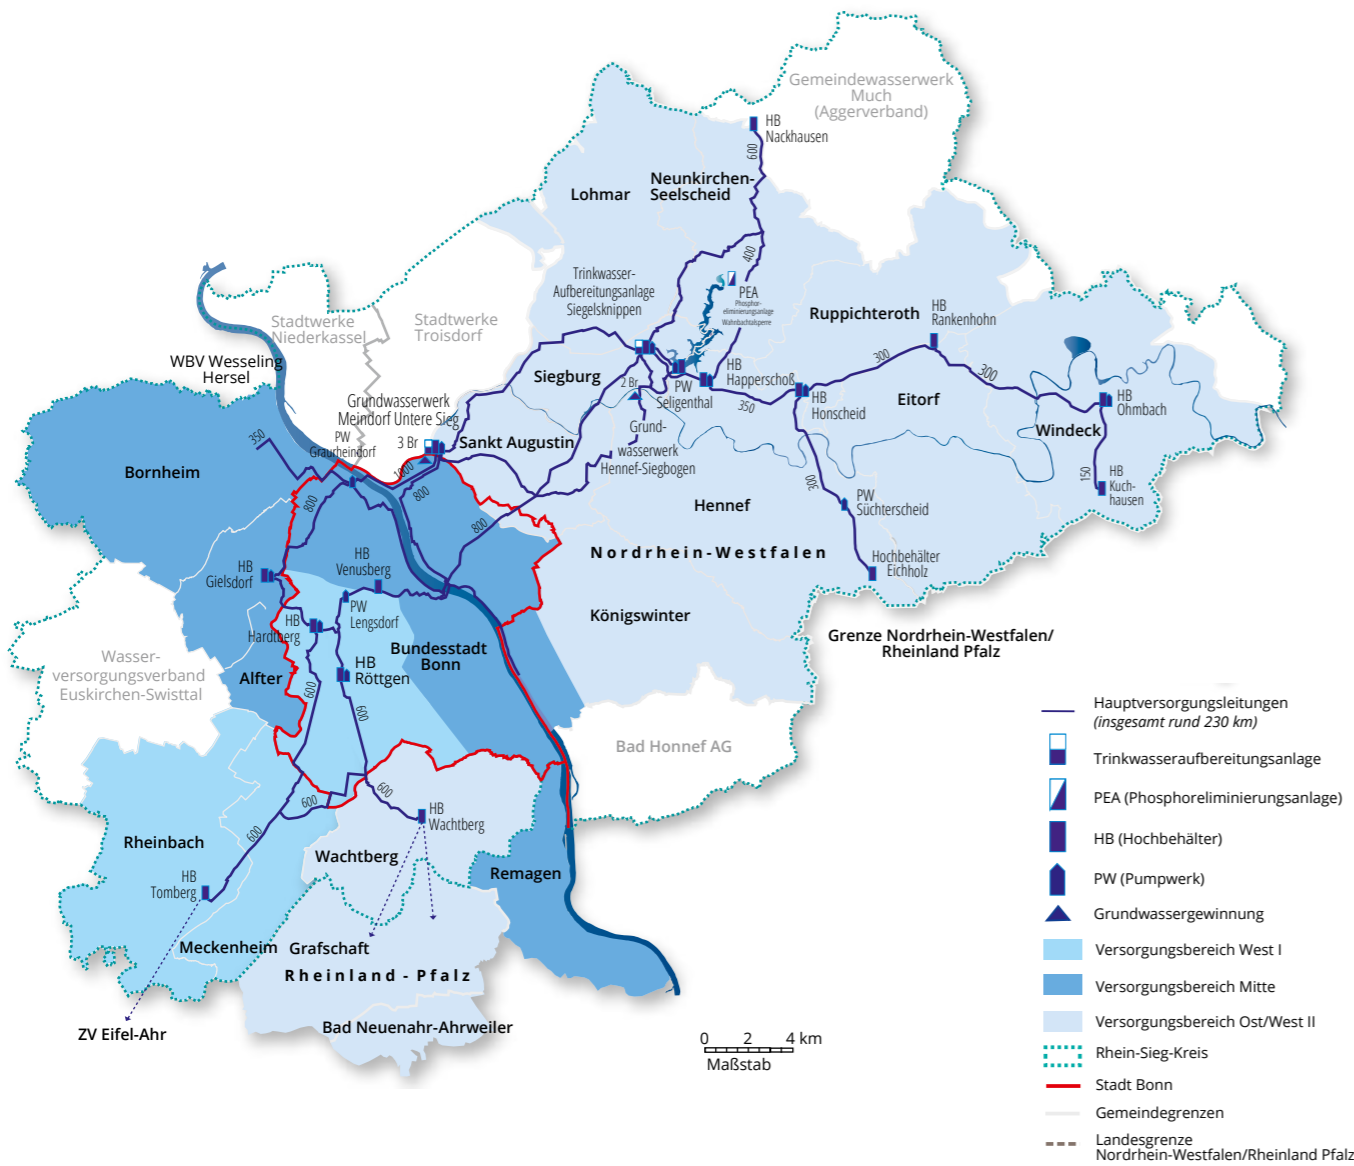 Gemeindewasserwerk
Much
(Aggerverband)
HB
Nackhausen
600
Neunkirchen-
Seelscheid
Lohmar
400
Trinkwasser-
Aufbereitungsanlage
Siegelsknippen
PEA
Phosphor-
eliminierungsanlage
Wahnbachtalsperre
Ruppichteroth
HB
Rankenhohn
Stadtwerke
Niederkassel
Stadtwerke
Troisdorf
WBV Wesseling
Hersel
Siegburg
2 Br.
PW
Seligenthal
HB
Happerschoß
350
HB
Honscheid
300
300
Eitorf
HB
Ohmbach
Windeck
150
HB
Kuch-
hausen
Grundwasserwerk
Meindorf Untere Sieg
3 Br
Sankt Augustin
Grund-
wasserwerk
Hennef-Siegbogen
350
PW
Graurheindorf
1000
800
800
800
Bornheim
Hennef
300
PW
Süchterscheid
Nordrhein-Westfalen
Hochbehälter
Eichholz
HB
Gielsdorf
HB
Venusberg
PW
Lengsdorf
HB
Hardtberg
Königswinter
Grenze Nordrhein-Westfalen/
Rheinland Pfalz
Bundesstadt
Bonn
Wasser-
versorgungsverband
Euskirchen-Swisttal
Alfter
HB
Röttgen
600
600
Bad Honnef AG
600
600
600
HB
Wachtberg
Rheinbach
Wachtberg
HB
Tomberg
Remagen
Meckenheim
Grafschaft
Rheinland - Pfalz
Bad Neuenahr-Ahrweiler
ZV Eifel-Ahr
0 2 4 km
Maßstab
Hauptversorgungsleitungen
(insgesamt rund 230 km)
Trinkwasseraufbereitungsanlage
PEA (Phosphoreliminierungsanlage)
HB (Hochbehälter)
PW (Pumpwerk)
Grundwassergewinnung
Versorgungsbereich West I
Versorgungsbereich Mitte
Versorgungsbereich Ost/West II
Rhein-Sieg-Kreis
Stadt Bonn
Gemeindegrenzen
Landesgrenze
Nordrhein-Westfalen/Rheinland Pfalz